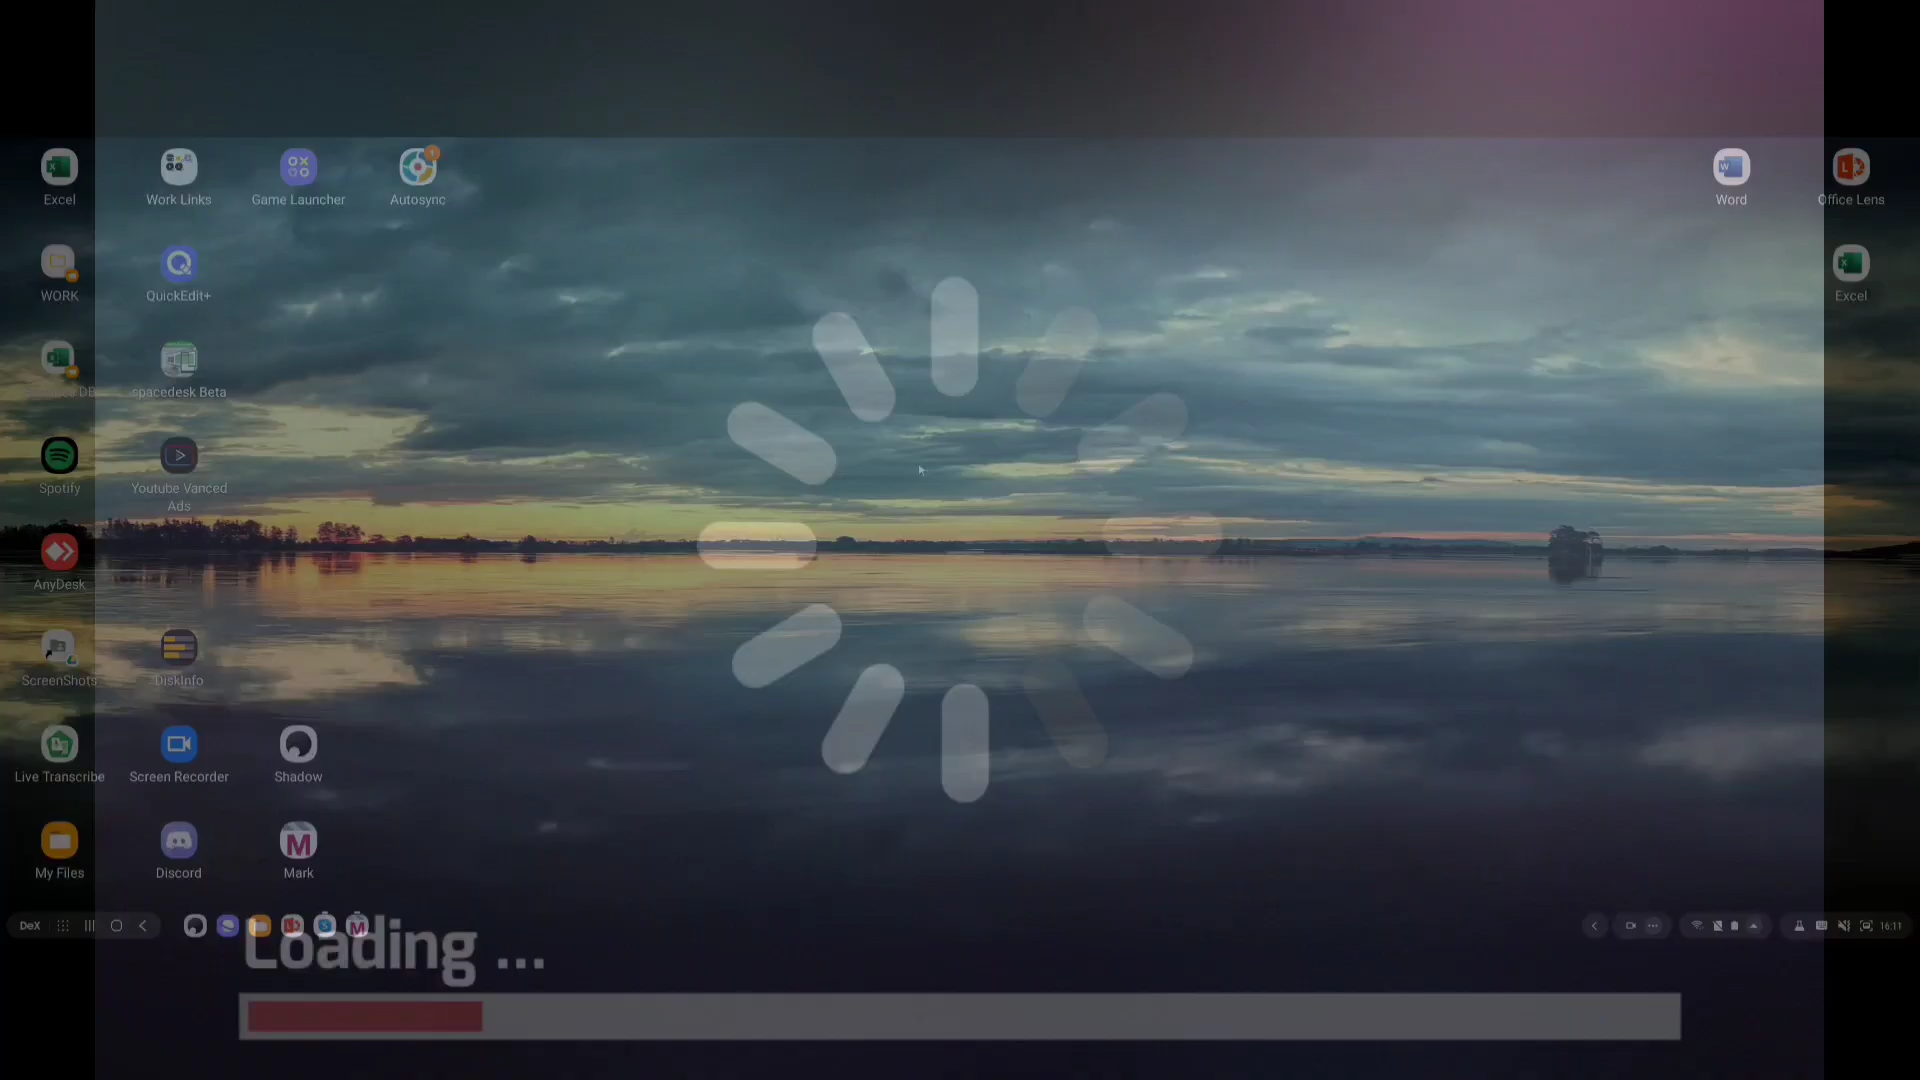 Excel
Work Links
Game Launcher
Autosync
Word
Office Lens
WORK
QuickEdit+
Excel
DB
spacedesk Beta
Spotify
Youtube Vanced
Ads
AnyDesk
ScreenShots
DiskInfo
Live Transcribe
Screen Recorder
Shadow
My Files
Discord
M
Mark
DeX
16:11
Loading ...